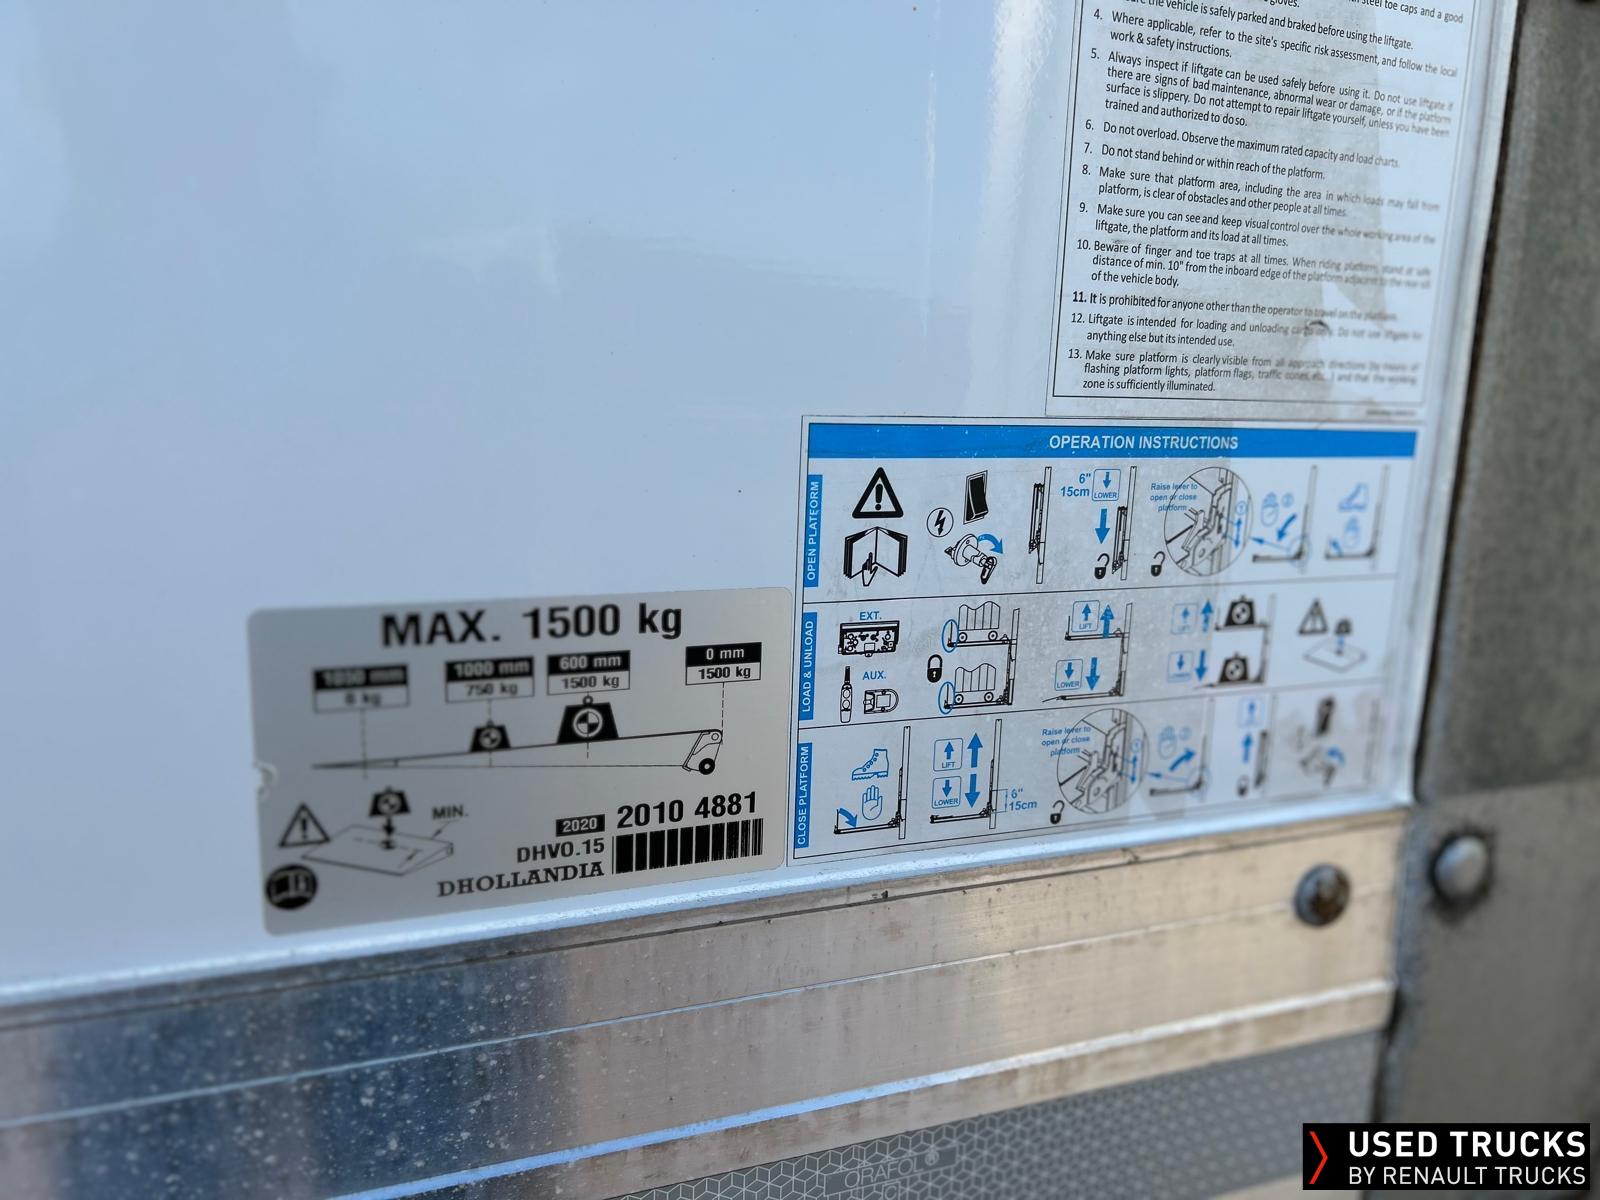 steel toe caps and a good
gloves.
the vehicle is safely parked and braked before using the liftgate.
4. Where applicable, refer to the site's specific risk assessment, and follow the local
work & safety instructions.
5. Always inspect if liftgate can be used safely before using it. Do not use liftgate if
there are signs of bad maintenance, abnormal wear or damage, or if the platform
surface is slippery. Do not attempt to repair liftgate yourself, unless you have been
trained and authorized to do so.
6. Do not overload. Observe the maximum rated capacity and load charts.
7. Do not stand behind or within reach of the platform.
8. Make sure that platform area, including the area in which loads may fall from
platform, is clear of obstacles and other people at all times.
9. Make sure you can see and keep visual control over the whole working area of the
liftgate, the platform and its load at all times.
10. Beware of finger and toe traps at all times. When riding platform, stand at safe
distance of min. 10" from the inboard edge of the platform adjacent to the rear sill
of the vehicle body.
11. It is prohibited for anyone other than the operator to travel on the platform.
12. Liftgate is intended for loading and unloading cargo only. Do not use liftgate for
anything else but its intended use.
13. Make sure platform is clearly visible from all approach directions (by means of
flashing platform lights, platform flags, traffic cones, etc...) and that the working
zone is sufficiently illuminated.
OPERATION INSTRUCTIONS
OPEN PLATFORM
6"
15cm
LOWER
Raise lever to
open or close
platform
LOAD & UNLOAD
EXT.
AUX.
LIFT
LOWER
LIFT
LOWER
CLOSE PLATFORM
LIFT
LOWER
6"
15cm
Raise lever to
open or close
platform
MAX. 1500 kg
1000 mm 600 mm 0 mm
0 kg 750 kg 1500 kg 1500 kg
MIN.
2020 2010 4881
DHV0.15
DHOLLANDIA
ORAFOL
USED TRUCKS
BY RENAULT TRUCKS